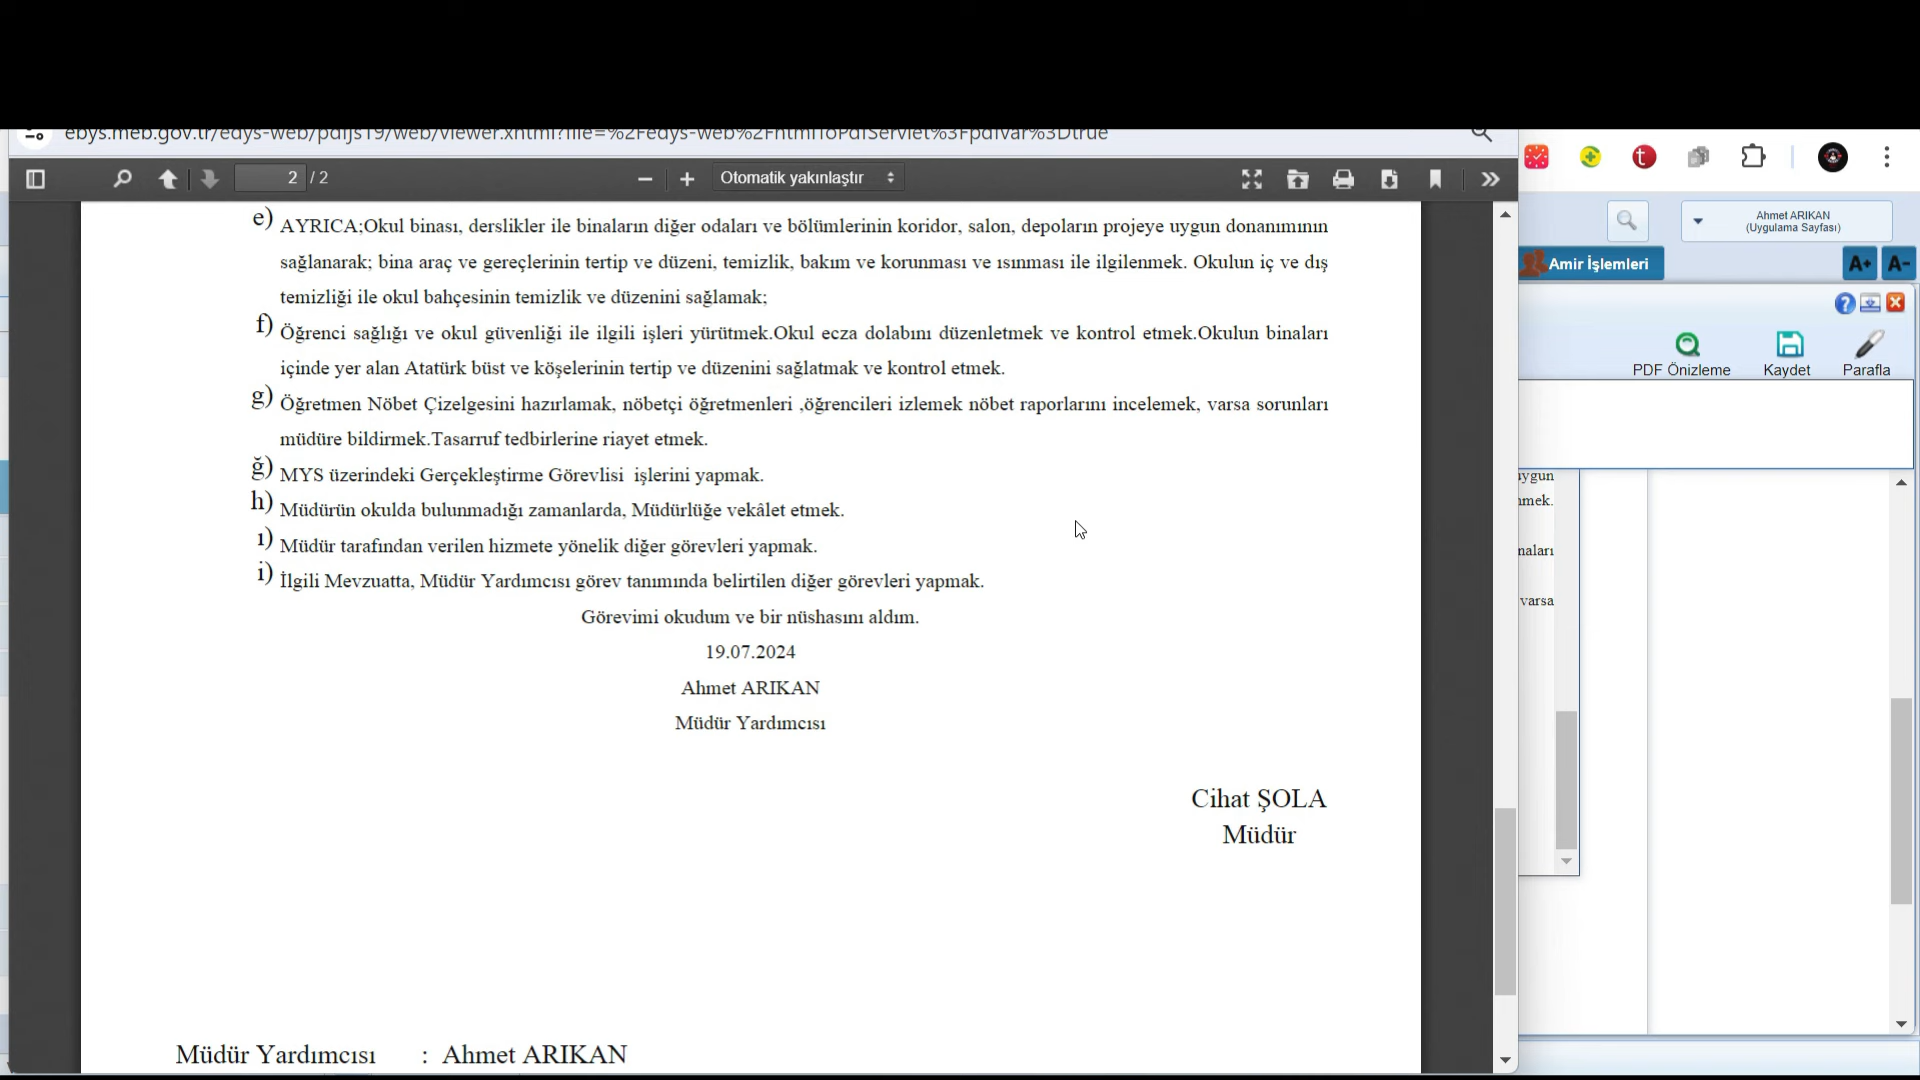 ebys.meb.gov.tr/edys-web/pdfjs19/web/viewer.xhtml?file=%2Fedys-web%2FhtmlToPdfServlet%3Fpdfvar%3Dtrue
2 / 2
Otomatik yakınlaştır
Ahmet ARIKAN
(Uygulama Sayfası)
Amir İşlemleri
A+ A-
PDF Önizleme
Kaydet
Parafla
e) AYRICA;Okul binası, derslikler ile binaların diğer odaları ve bölümlerinin koridor, salon, depoların projeye uygun donanımının
sağlanarak; bina araç ve gereçlerinin tertip ve düzeni, temizlik, bakım ve korunması ve ısınması ile ilgilenmek. Okulun iç ve dış
temizliği ile okul bahçesinin temizlik ve düzenini sağlamak;
f) Öğrenci sağlığı ve okul güvenliği ile ilgili işleri yürütmek.Okul ecza dolabını düzenletmek ve kontrol etmek.Okulun binaları
içinde yer alan Atatürk büst ve köşelerinin tertip ve düzenini sağlatmak ve kontrol etmek.
g) Öğretmen Nöbet Çizelgesini hazırlamak, nöbetçi öğretmenleri ,öğrencileri izlemek nöbet raporlarını incelemek, varsa sorunları
müdüre bildirmek.Tasarruf tedbirlerine riayet etmek.
ğ) MYS üzerindeki Gerçekleştirme Görevlisi  işlerini yapmak.
h) Müdürün okulda bulunmadığı zamanlarda, Müdürlüğe vekâlet etmek.
ı) Müdür tarafından verilen hizmete yönelik diğer görevleri yapmak.
i) İlgili Mevzuatta, Müdür Yardımcısı görev tanımında belirtilen diğer görevleri yapmak.
Görevimi okudum ve bir nüshasını aldım.
19.07.2024
Ahmet ARIKAN
Müdür Yardımcısı
Cihat ŞOLA
Müdür
Müdür Yardımcısı : Ahmet ARIKAN
varsa